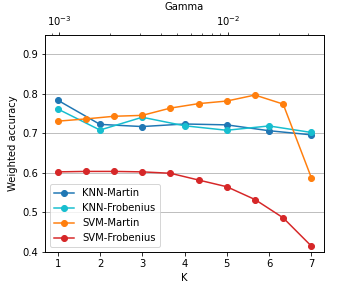 Gamma
10⁻³ 10⁻²
Weighted accuracy
0.9
0.8
0.7
0.6
0.5
0.4
KNN-Martin
KNN-Frobenius
SVM-Martin
SVM-Frobenius
1 2 3 4 5 6 7
K